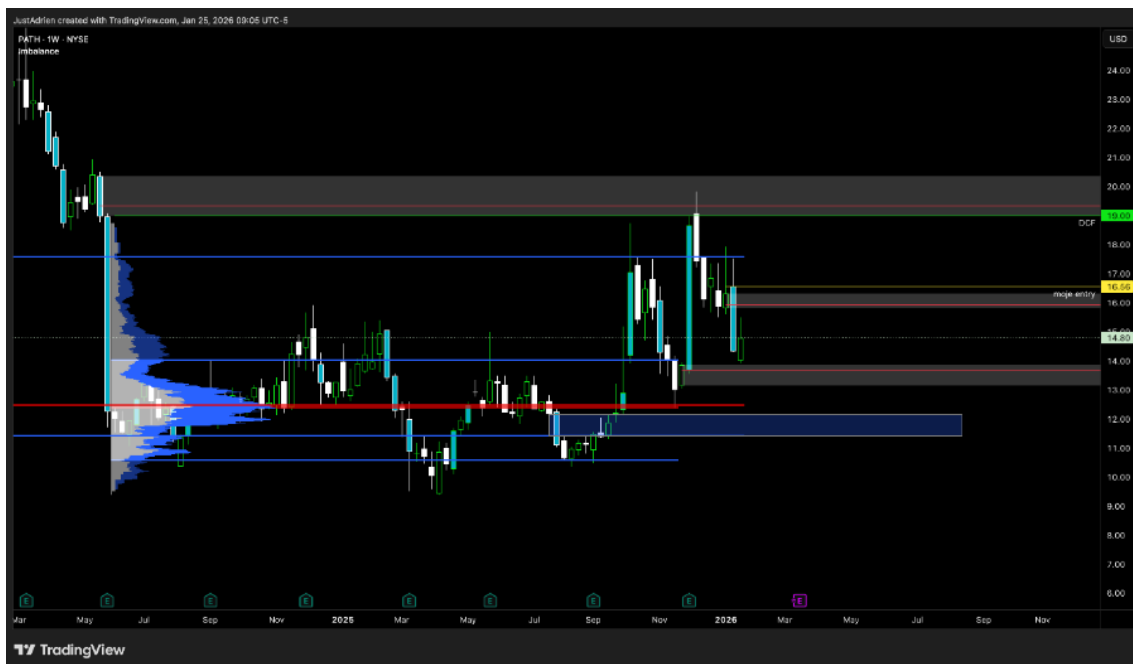 JustAdrien created with TradingView.com, Jan 25, 2026 09:05 UTC-5
PATH · 1W · NYSE
Imbalance
USD
24.00
23.00
22.00
21.00
20.00
19.00
DCF
18.00
17.00
16.56
moje entry
16.00
15.00
14.80
14.00
13.00
12.00
11.00
10.00
9.00
8.00
7.00
6.00
E E E E E E E E E
Mar May Jul Sep Nov 2025 Mar May Jul Sep Nov 2026 Mar May Jul Sep Nov
TradingView